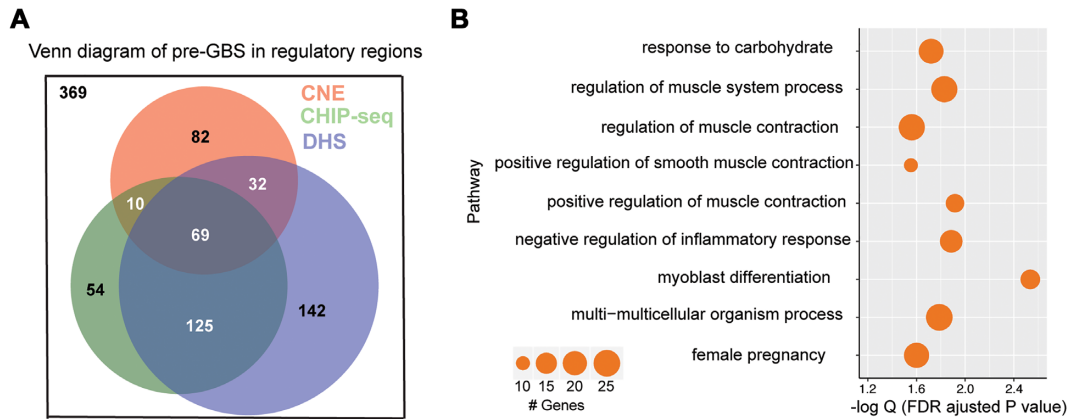 A
Venn diagram of pre-GBS in regulatory regions
369
CNE
CHIP-seq
DHS
82
32
10
69
54
142
125
B
Pathway
response to carbohydrate
regulation of muscle system process
regulation of muscle contraction
positive regulation of smooth muscle contraction
positive regulation of muscle contraction
negative regulation of inflammatory response
myoblast differentiation
multi−multicellular organism process
female pregnancy
10 15 20 25
# Genes
1.2 1.6 2.0 2.4
-log Q (FDR ajusted P value)